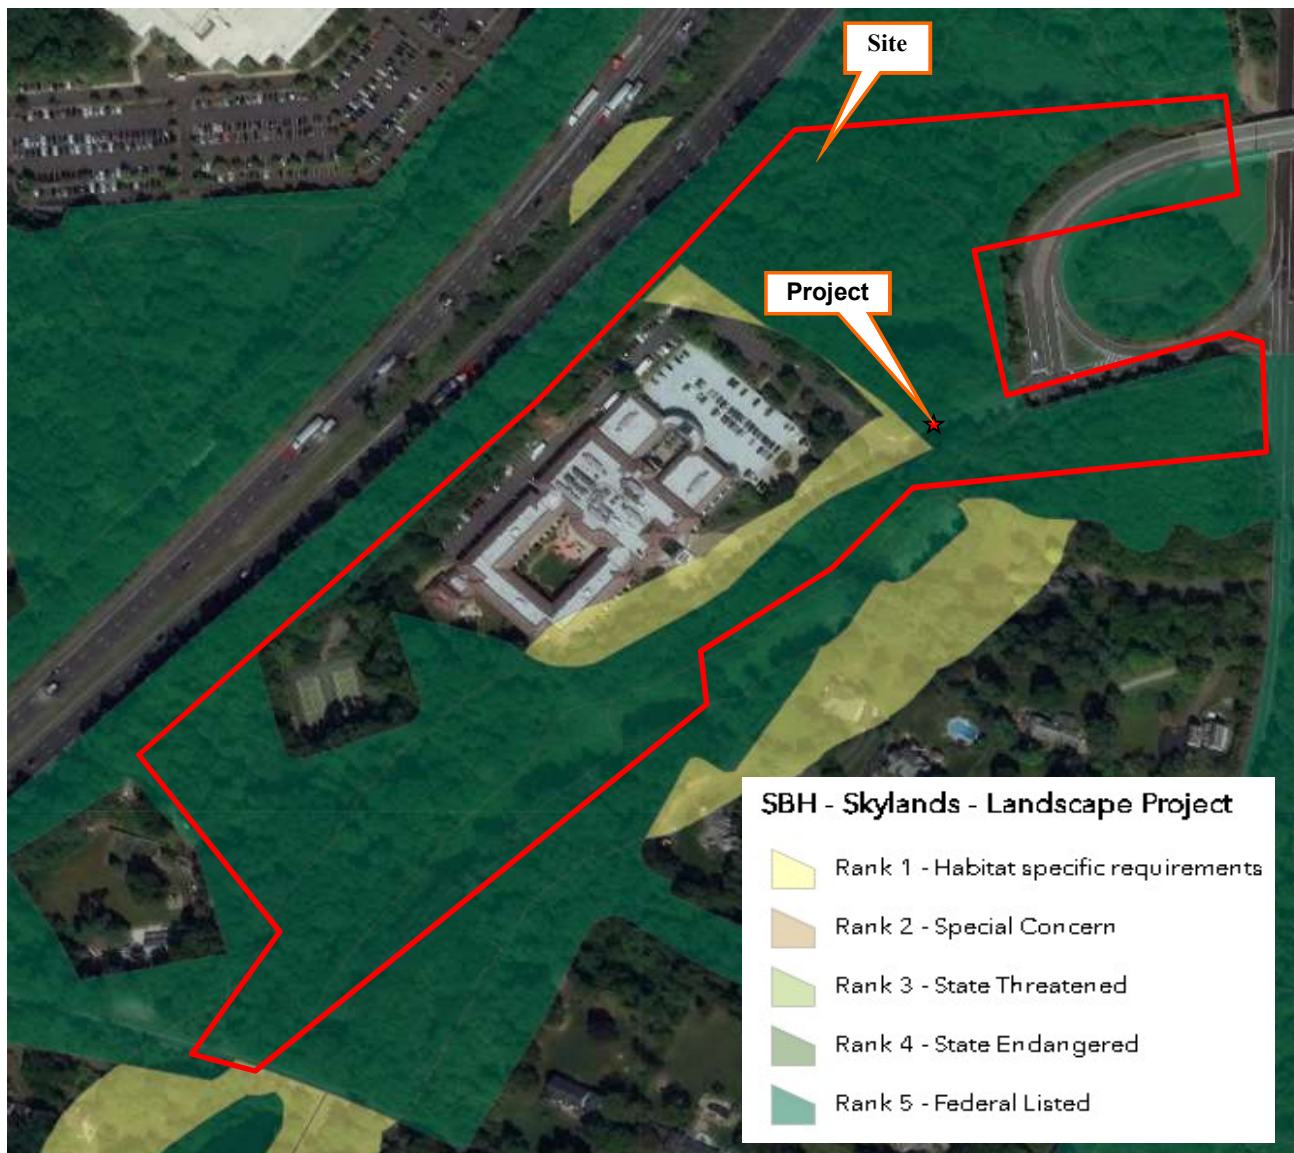 Site
Project
SBH - Skylands - Landscape Project
Rank 1 - Habitat specific requirements
Rank 2 - Special Concern
Rank 3 - State Threatened
Rank 4 - State Endangered
Rank 5 - Federal Listed